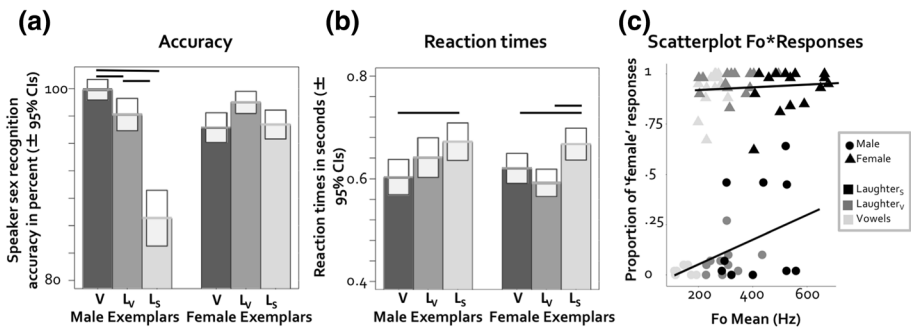 (a)
Accuracy
Speaker sex recognition
accuracy in percent (± 95% CIs)
100
80
V Lv Ls V Lv Ls
Male Exemplars Female Exemplars
(b)
Reaction times
Reaction times in seconds (±
95% CIs)
0.8
0.6
0.4
V Lv Ls V Lv Ls
Male Exemplars Female Exemplars
(c)
Scatterplot Fo*Responses
Proportion of 'female' responses
1
.75
.5
.25
0
200 400 600
Fo Mean (Hz)
Male
Female
LaughterS
LaughterV
Vowels